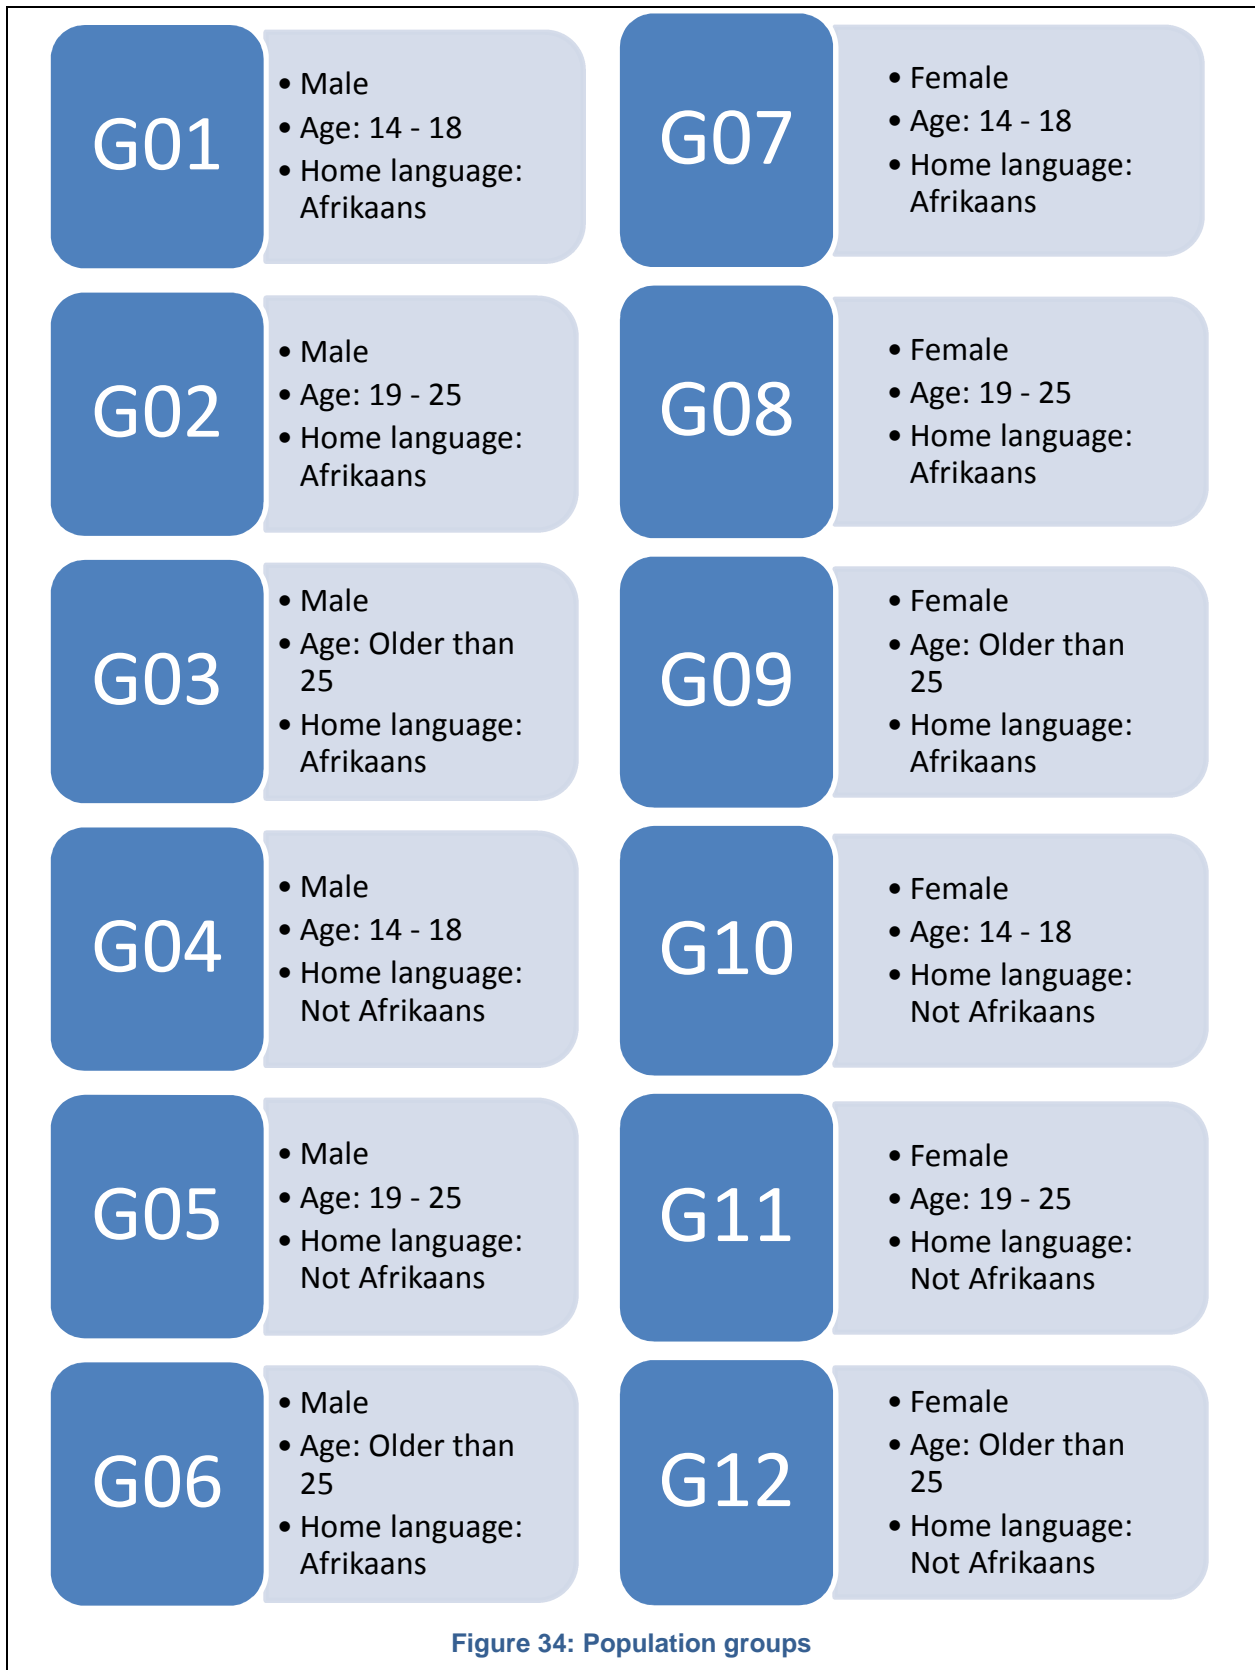 G01
• Male
• Age: 14 - 18
• Home language:
Afrikaans
G02
• Male
• Age: 19 - 25
• Home language:
Afrikaans
G03
• Male
• Age: Older than
25
• Home language:
Afrikaans
G04
• Male
• Age: 14 - 18
• Home language:
Not Afrikaans
G05
• Male
• Age: 19 - 25
• Home language:
Not Afrikaans
G06
• Male
• Age: Older than
25
• Home language:
Afrikaans
G07
• Female
• Age: 14 - 18
• Home language:
Afrikaans
G08
• Female
• Age: 19 - 25
• Home language:
Afrikaans
G09
• Female
• Age: Older than
25
• Home language:
Afrikaans
G10
• Female
• Age: 14 - 18
• Home language:
Not Afrikaans
G11
• Female
• Age: 19 - 25
• Home language:
Not Afrikaans
G12
• Female
• Age: Older than
25
• Home language:
Not Afrikaans
Figure 34: Population groups